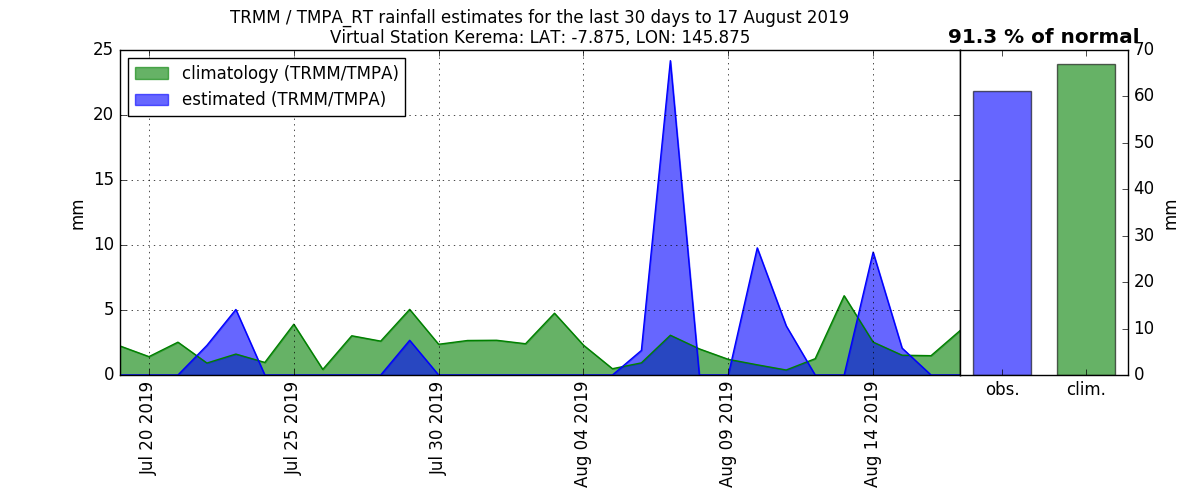 TRMM / TMPA_RT rainfall estimates for the last 30 days to 17 August 2019
Virtual Station Kerema: LAT: -7.875, LON: 145.875
91.3 % of normal
climatology (TRMM/TMPA)
estimated (TRMM/TMPA)
25
20
15
10
5
0
mm
Jul 20 2019
Jul 25 2019
Jul 30 2019
Aug 04 2019
Aug 09 2019
Aug 14 2019
70
60
50
40
30
20
10
0
mm
obs.
clim.